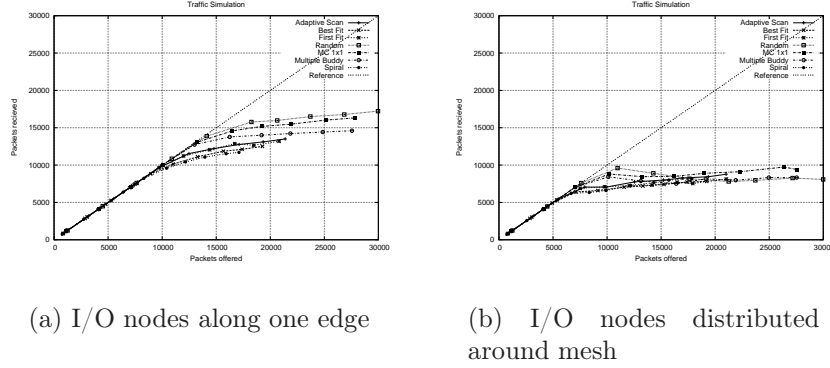 Traffic Simulation
Packets recieved
30000
25000
20000
15000
10000
5000
0
0 5000 10000 15000 20000 25000 30000
Packets offered
Adaptive Scan
Best Fit
First Fit
Random
MC 1x1
Multiple Buddy
Spiral
Reference
(a) I/O nodes along one edge
Traffic Simulation
Packets recieved
30000
25000
20000
15000
10000
5000
0
0 5000 10000 15000 20000 25000 30000
Packets offered
Adaptive Scan
Best Fit
First Fit
Random
MC 1x1
Multiple Buddy
Spiral
Reference
(b) I/O nodes distributed
around mesh